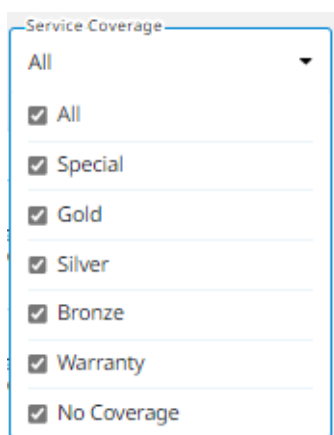 Service Coverage
All
All
Special
Gold
Silver
Bronze
Warranty
No Coverage